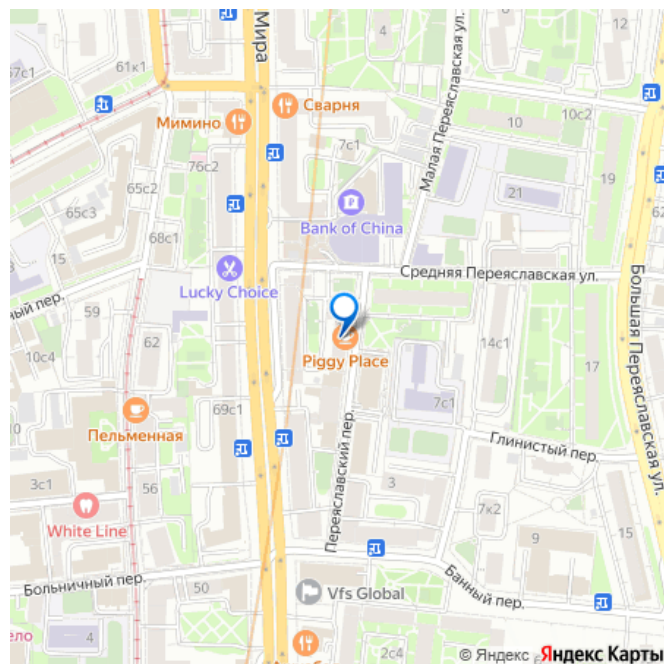 Мира
61к1
7с1
Сварня
Мимино
4
10с2
10
Малая Переяславская ул.
76с2
7с1
19
65с2
21
65с3
68с1
Bank of China
15
Средняя Переяславская ул.
Lucky Choice
ный пер.
59
62
10с4
Piggy Place
14с1
17
Большая Переяславская ул.
69с1
7с1
10
Пельменная
Глинистый пер.
Переяславский пер.
3с1
56
3
7к2
White Line
9
15
Больничный пер.
50
Vfs Global
Банный пер.
ело
4
2с4
© Яндекс Яндекс Карты